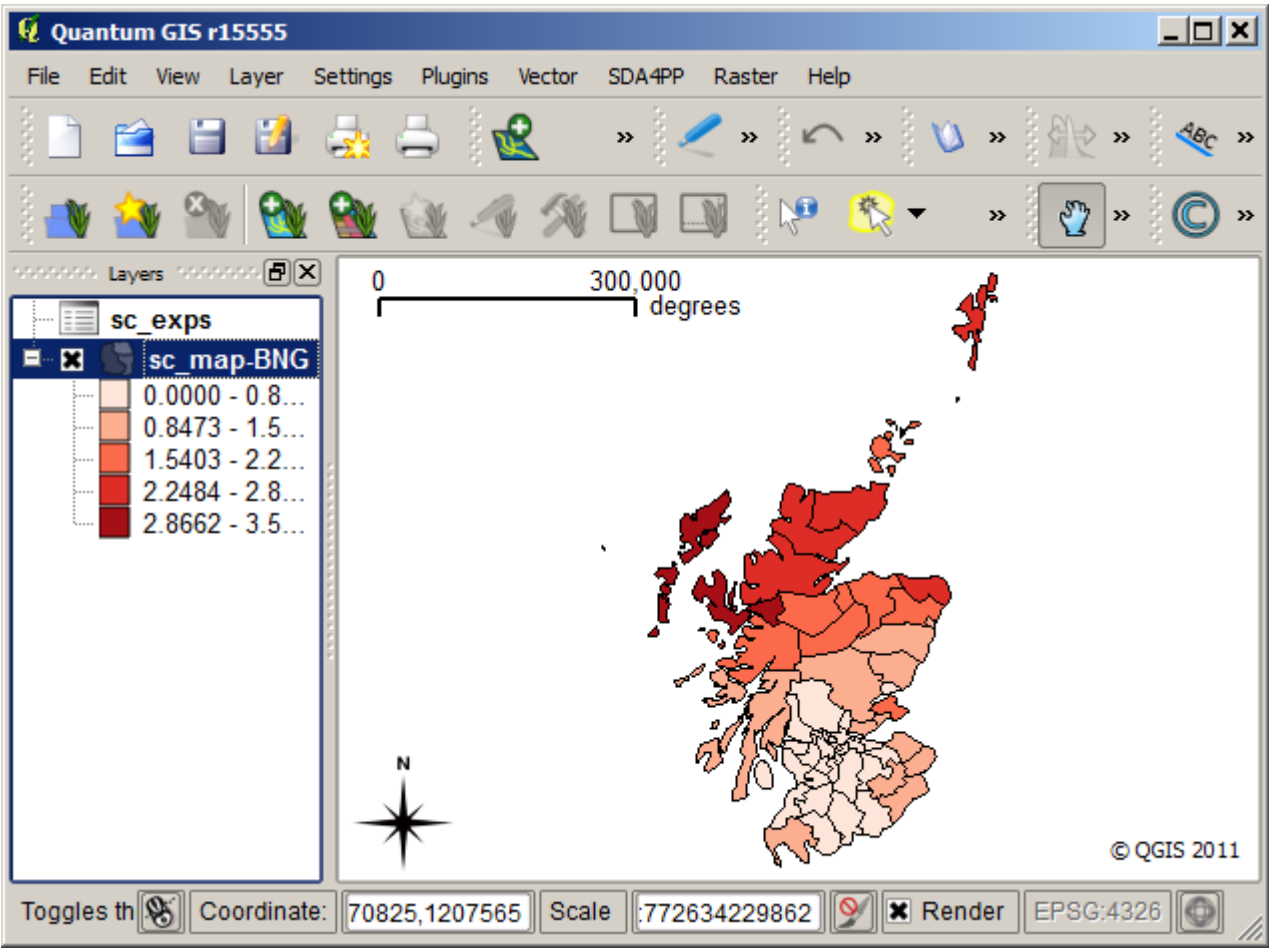 Quantum GIS r15555
File Edit View Layer Settings Plugins Vector SDA4PP Raster Help
» » » » » ABC »
i » » © »
Layers
sc_exps
sc_map-BNG
0.0000 - 0.8...
0.8473 - 1.5...
1.5403 - 2.2...
2.2484 - 2.8...
2.8662 - 3.5...
0 300,000
degrees
N
© QGIS 2011
Toggles th Coordinate: 70825,1207565 Scale :772634229862 Render EPSG:4326